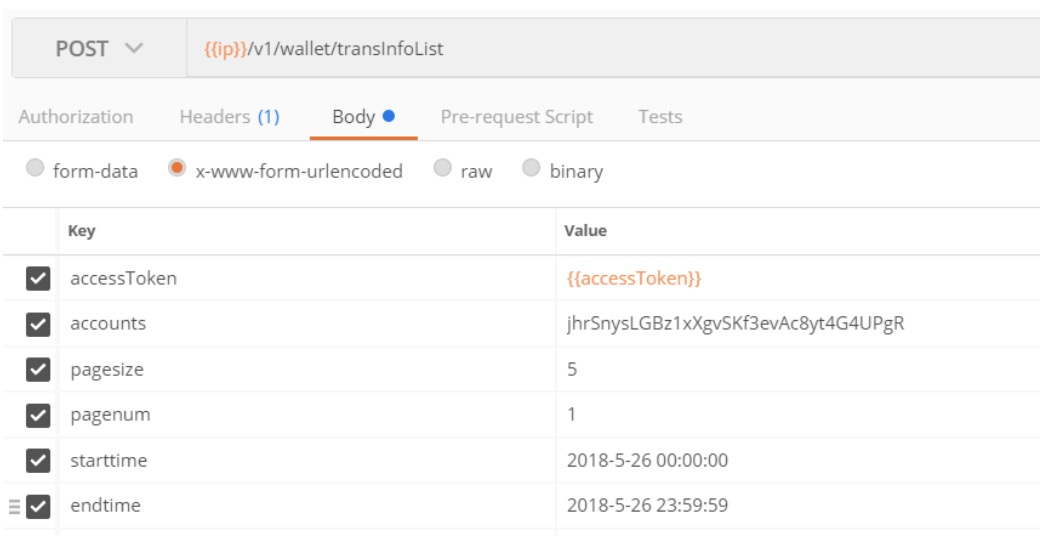 POST {{ip}}/v1/wallet/transInfoList
Authorization Headers (1) Body Pre-request Script Tests
form-data x-www-form-urlencoded raw binary
Key Value
accessToken {{accessToken}}
accounts jhrSnysLGBz1xXgvSKf3evAc8yt4G4UPgR
pagesize 5
pagenum 1
starttime 2018-5-26 00:00:00
endtime 2018-5-26 23:59:59